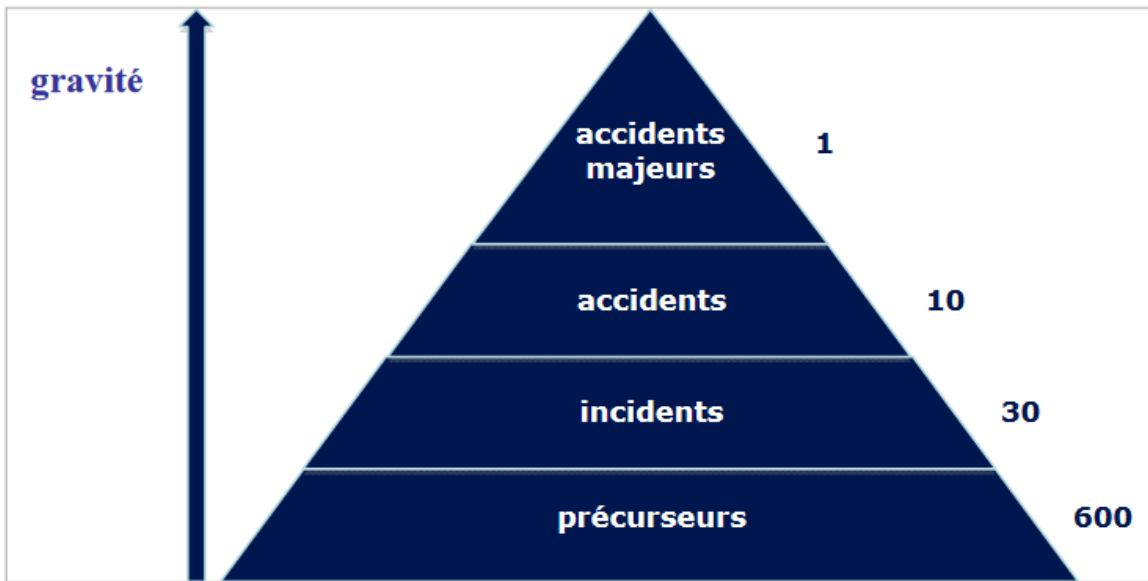 gravité
accidents
majeurs
1
accidents
10
incidents
30
précurseurs
600